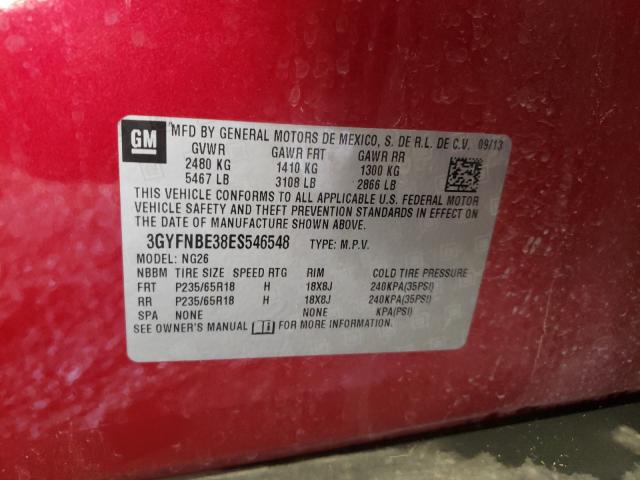 GM
MFD BY GENERAL MOTORS DE MEXICO, S. DE R.L. DE C.V. 09/13
GVWR GAWR FRT GAWR RR
2480 KG 1410 KG 1300 KG
5467 LB 3108 LB 2866 LB
THIS VEHICLE CONFORMS TO ALL APPLICABLE U.S. FEDERAL MOTOR
VEHICLE SAFETY AND THEFT PREVENTION STANDARDS IN EFFECT ON
THE DATE OF MANUFACTURE SHOWN ABOVE.
3GYFNBE38ES546548 TYPE: M.P.V.
MODEL: NG26
NBBM TIRE SIZE SPEED RTG RIM COLD TIRE PRESSURE
FRT P235/65R18 H 18X8J 240KPA(35PSI)
RR P235/65R18 H 18X8J 240KPA(35PSI)
SPA NONE NONE KPA(PSI)
SEE OWNER'S MANUAL FOR MORE INFORMATION.